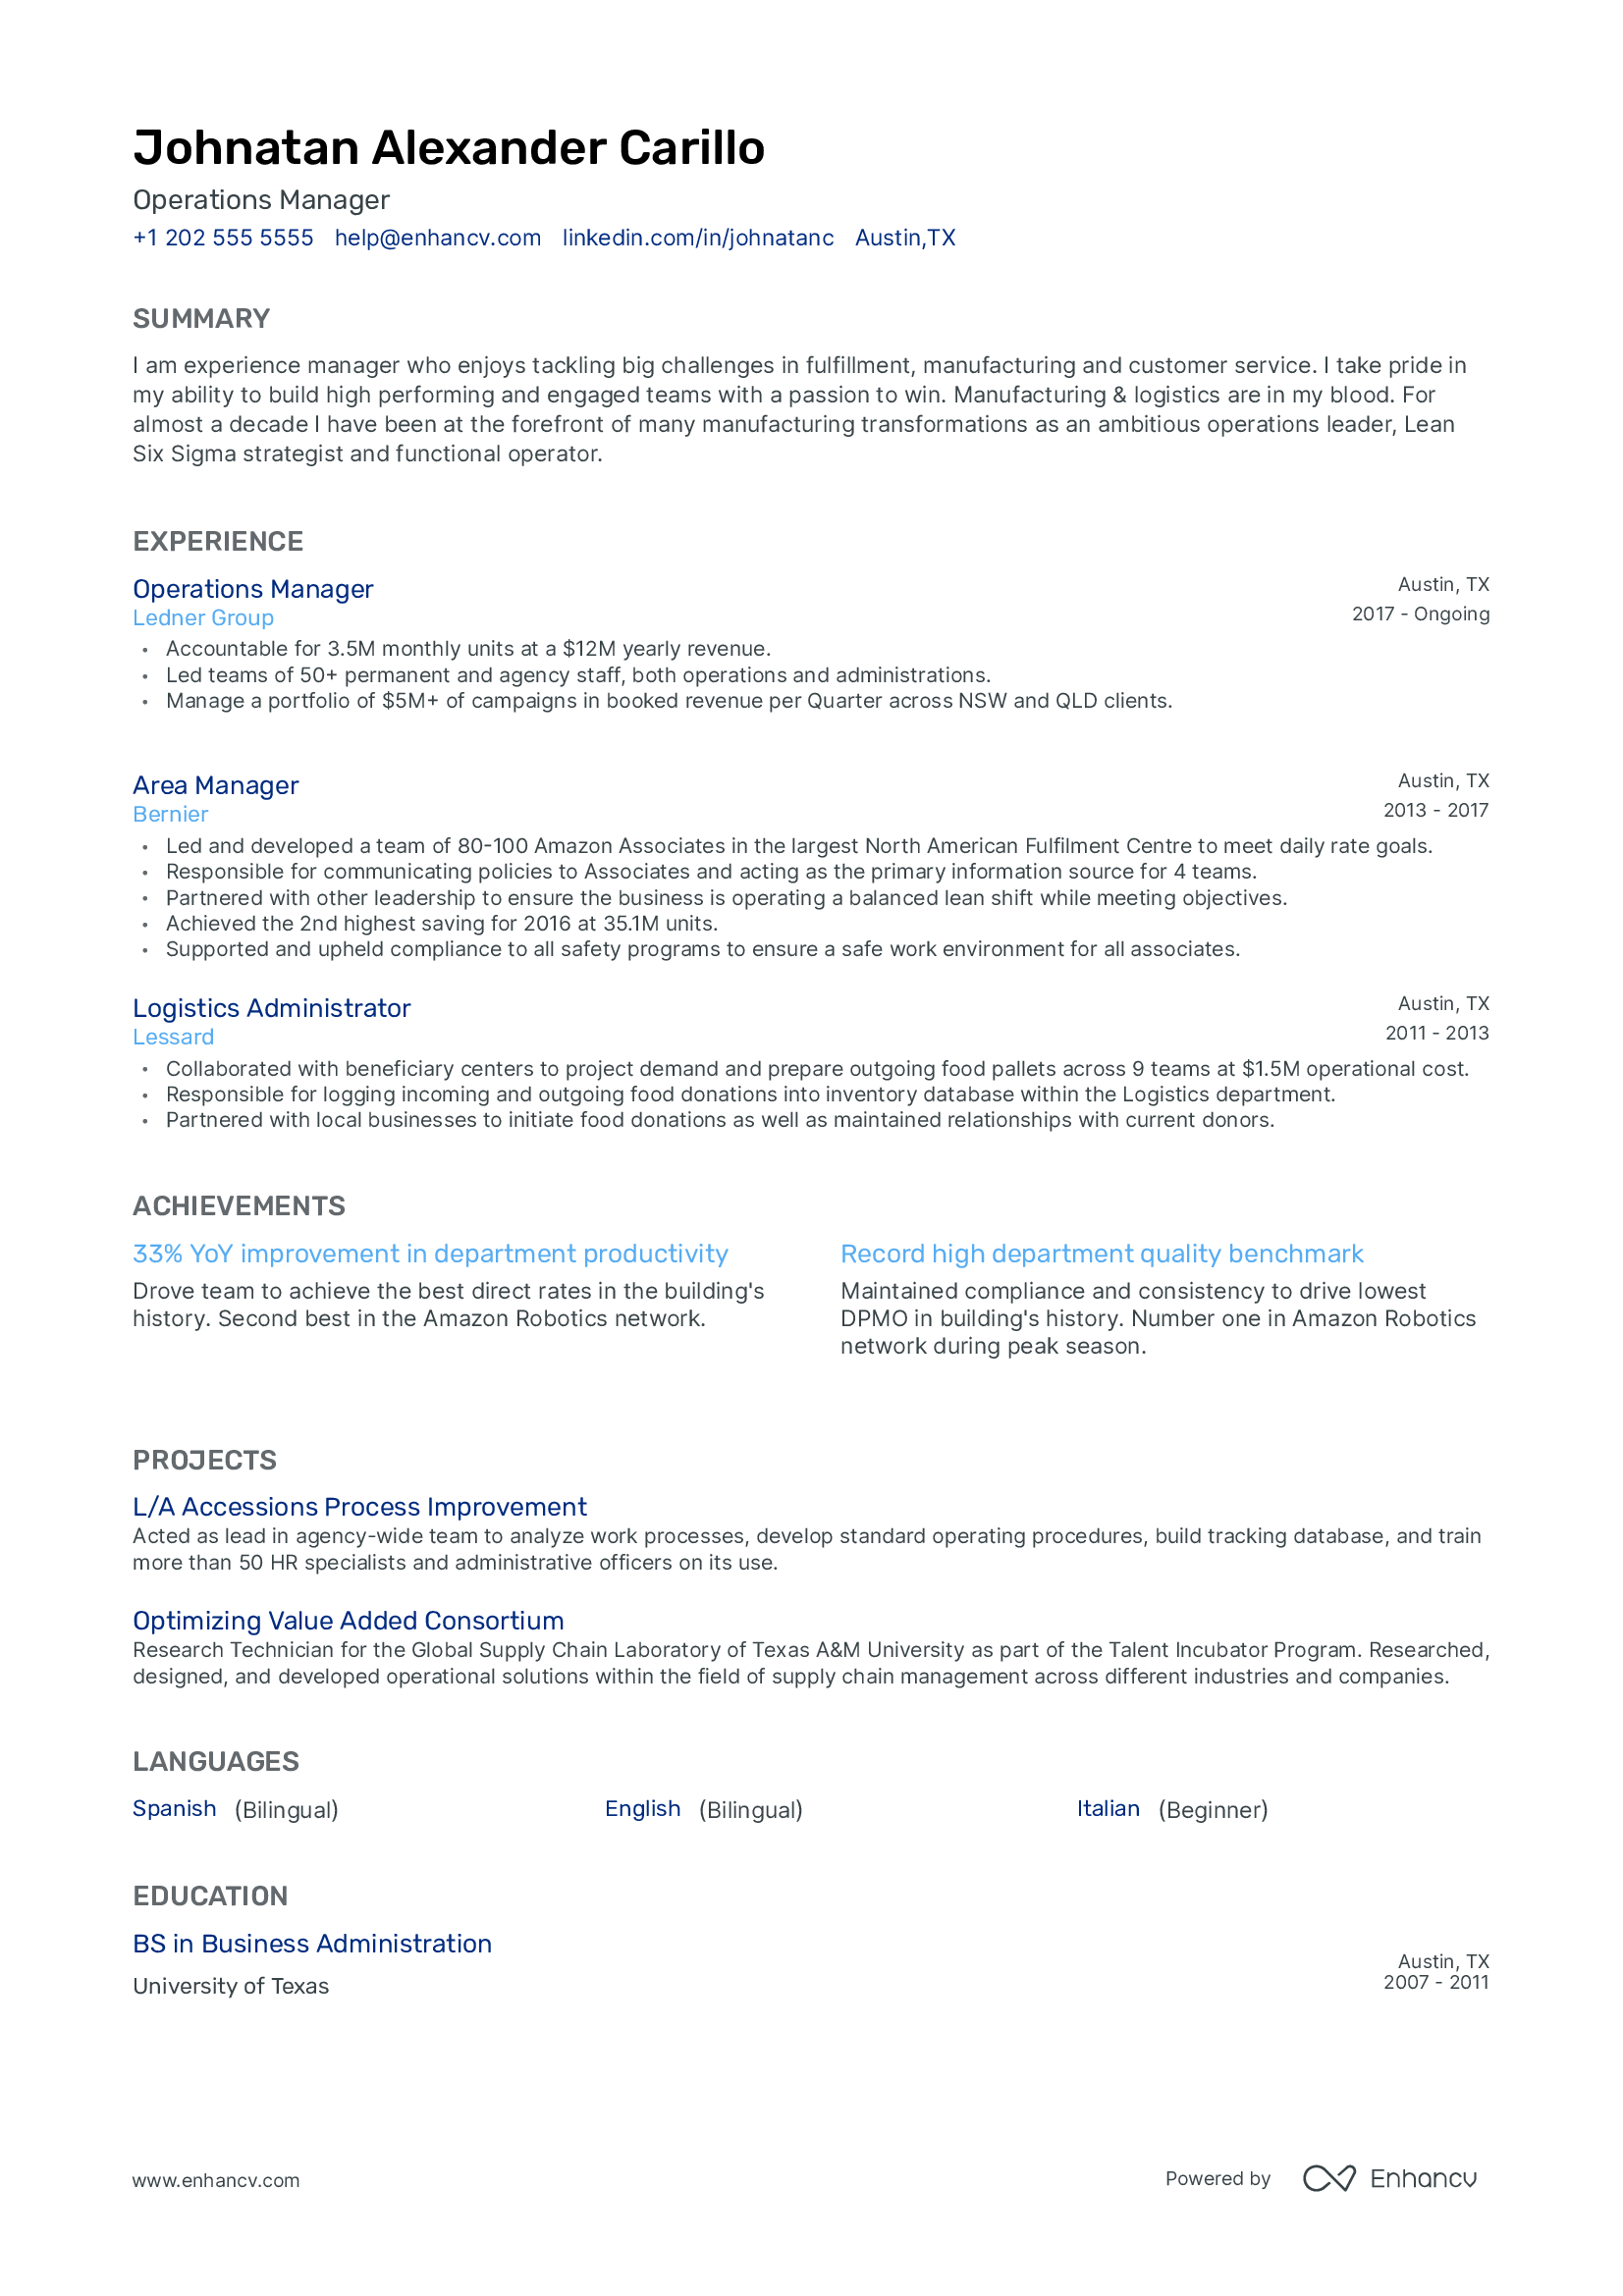 Johnatan Alexander Carillo
Operations Manager
+1 202 555 5555 help@enhancv.com linkedin.com/in/johnatanc Austin,TX
SUMMARY
I am experience manager who enjoys tackling big challenges in fulfillment, manufacturing and customer service. I take pride in
my ability to build high performing and engaged teams with a passion to win. Manufacturing & logistics are in my blood. For
almost a decade I have been at the forefront of many manufacturing transformations as an ambitious operations leader, Lean
Six Sigma strategist and functional operator.
EXPERIENCE
Operations Manager
Austin, TX
Ledner Group
2017 - Ongoing
• Accountable for 3.5M monthly units at a $12M yearly revenue.
• Led teams of 50+ permanent and agency staff, both operations and administrations.
• Manage a portfolio of $5M+ of campaigns in booked revenue per Quarter across NSW and QLD clients.
Area Manager
Austin, TX
Bernier
2013 - 2017
• Led and developed a team of 80-100 Amazon Associates in the largest North American Fulfilment Centre to meet daily rate goals.
• Responsible for communicating policies to Associates and acting as the primary information source for 4 teams.
• Partnered with other leadership to ensure the business is operating a balanced lean shift while meeting objectives.
• Achieved the 2nd highest saving for 2016 at 35.1M units.
• Supported and upheld compliance to all safety programs to ensure a safe work environment for all associates.
Logistics Administrator
Austin, TX
Lessard
2011 - 2013
• Collaborated with beneficiary centers to project demand and prepare outgoing food pallets across 9 teams at $1.5M operational cost.
• Responsible for logging incoming and outgoing food donations into inventory database within the Logistics department.
• Partnered with local businesses to initiate food donations as well as maintained relationships with current donors.
ACHIEVEMENTS
33% YoY improvement in department productivity
Drove team to achieve the best direct rates in the building's
history. Second best in the Amazon Robotics network.
Record high department quality benchmark
Maintained compliance and consistency to drive lowest
DPMO in building's history. Number one in Amazon Robotics
network during peak season.
PROJECTS
L/A Accessions Process Improvement
Acted as lead in agency-wide team to analyze work processes, develop standard operating procedures, build tracking database, and train
more than 50 HR specialists and administrative officers on its use.
Optimizing Value Added Consortium
Research Technician for the Global Supply Chain Laboratory of Texas A&M University as part of the Talent Incubator Program. Researched,
designed, and developed operational solutions within the field of supply chain management across different industries and companies.
LANGUAGES
Spanish (Bilingual) English (Bilingual) Italian (Beginner)
EDUCATION
BS in Business Administration
Austin, TX
University of Texas
2007 - 2011
www.enhancv.com
Powered by Enhancv